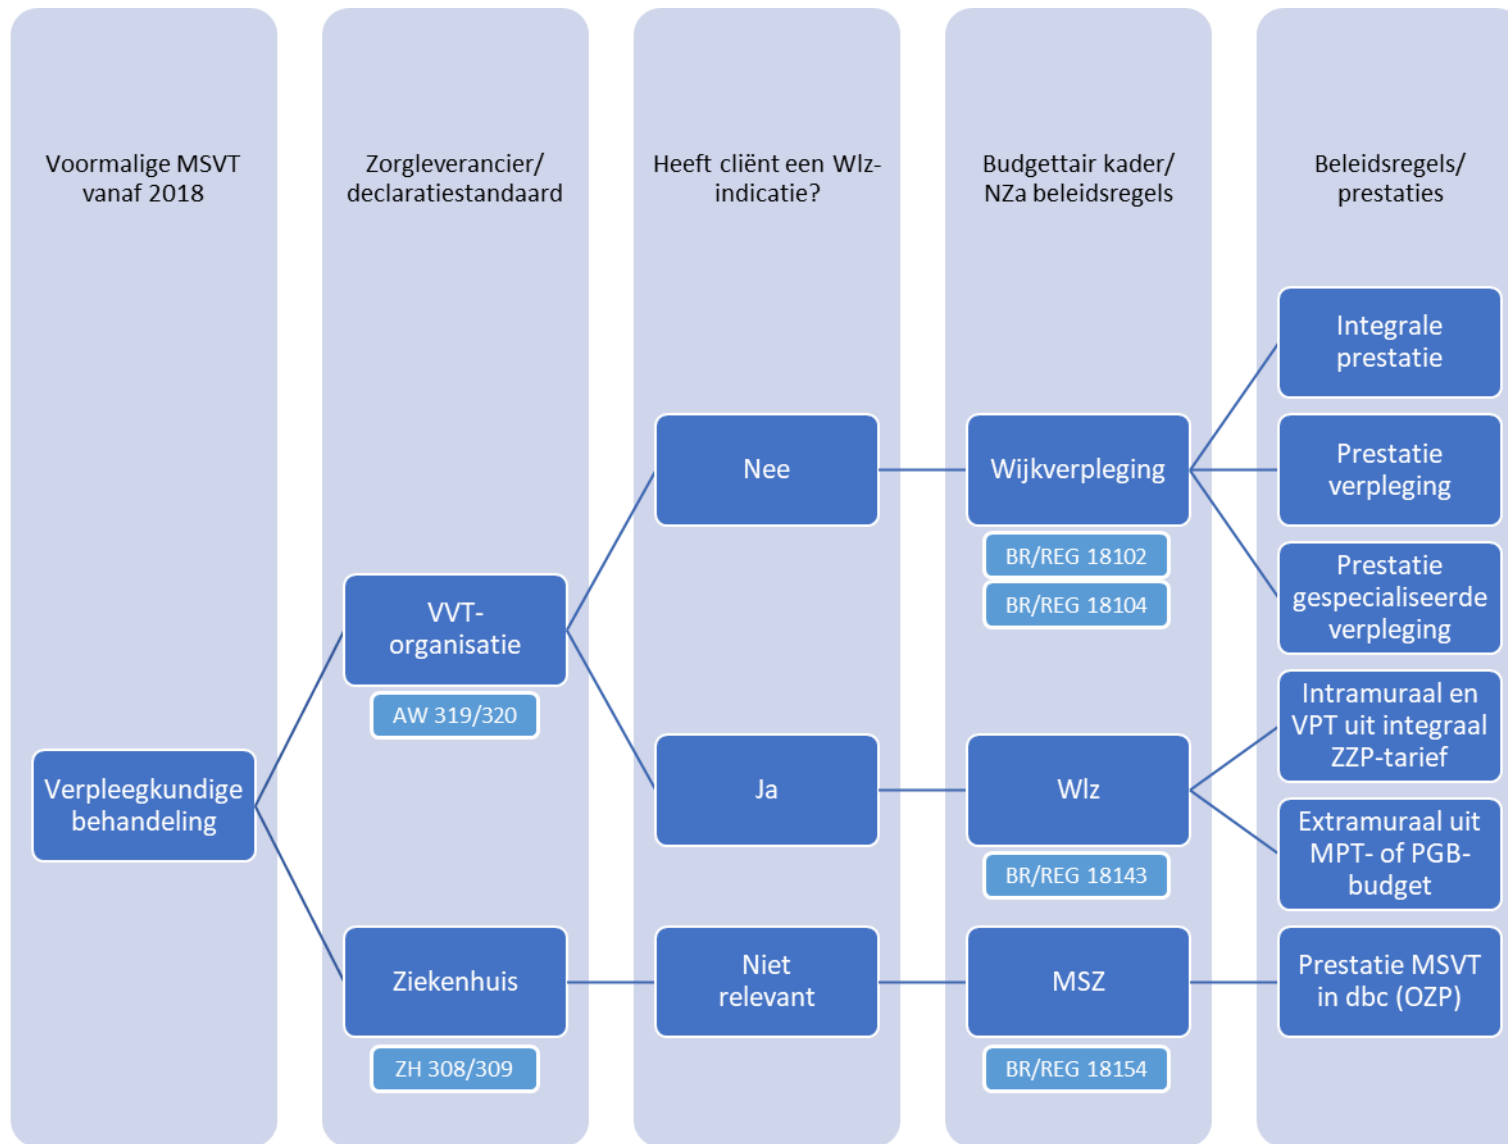 Voormalige MSVT
vanaf 2018
Zorgleverancier/
declaratiestandaard
Heeft cliënt een Wlz-
indicatie?
Budgettair kader/
NZa beleidsregels
Beleidsregels/
prestaties
Verpleegkundige
behandeling
VVT-
organisatie
AW 319/320
Ziekenhuis
ZH 308/309
Nee
Ja
Niet
relevant
Wijkverpleging
BR/REG 18102
BR/REG 18104
Wlz
BR/REG 18143
MSZ
BR/REG 18154
Integrale
prestatie
Prestatie
verpleging
Prestatie
gespecialiseerde
verpleging
Intramuraal en
VPT uit integraal
ZZP-tarief
Extramuraal uit
MPT- of PGB-
budget
Prestatie MSVT
in dbc (OZP)